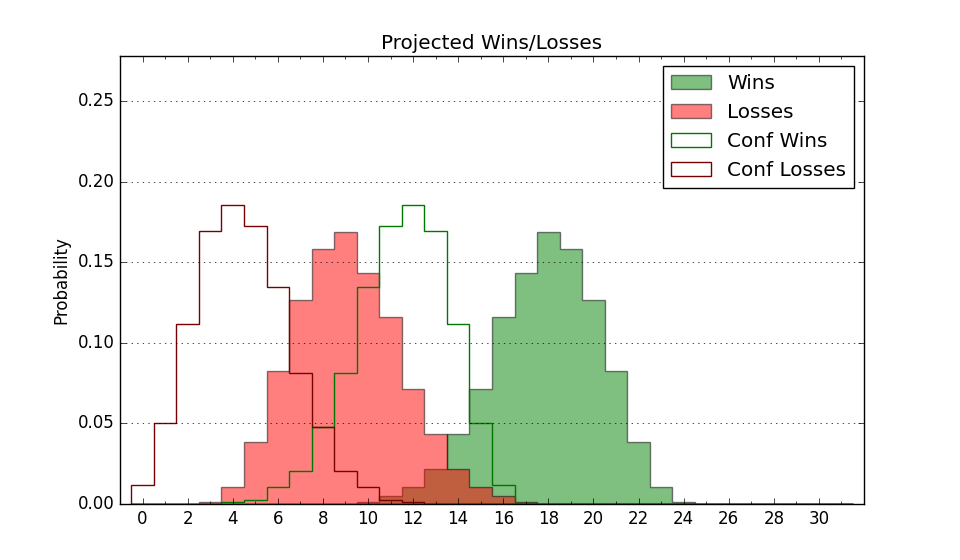 Projected Wins/Losses
Wins
Losses
Conf Wins
Conf Losses
Probability
0.25
0.20
0.15
0.10
0.05
0.00
0 2 4 6 8 10 12 14 16 18 20 22 24 26 28 30